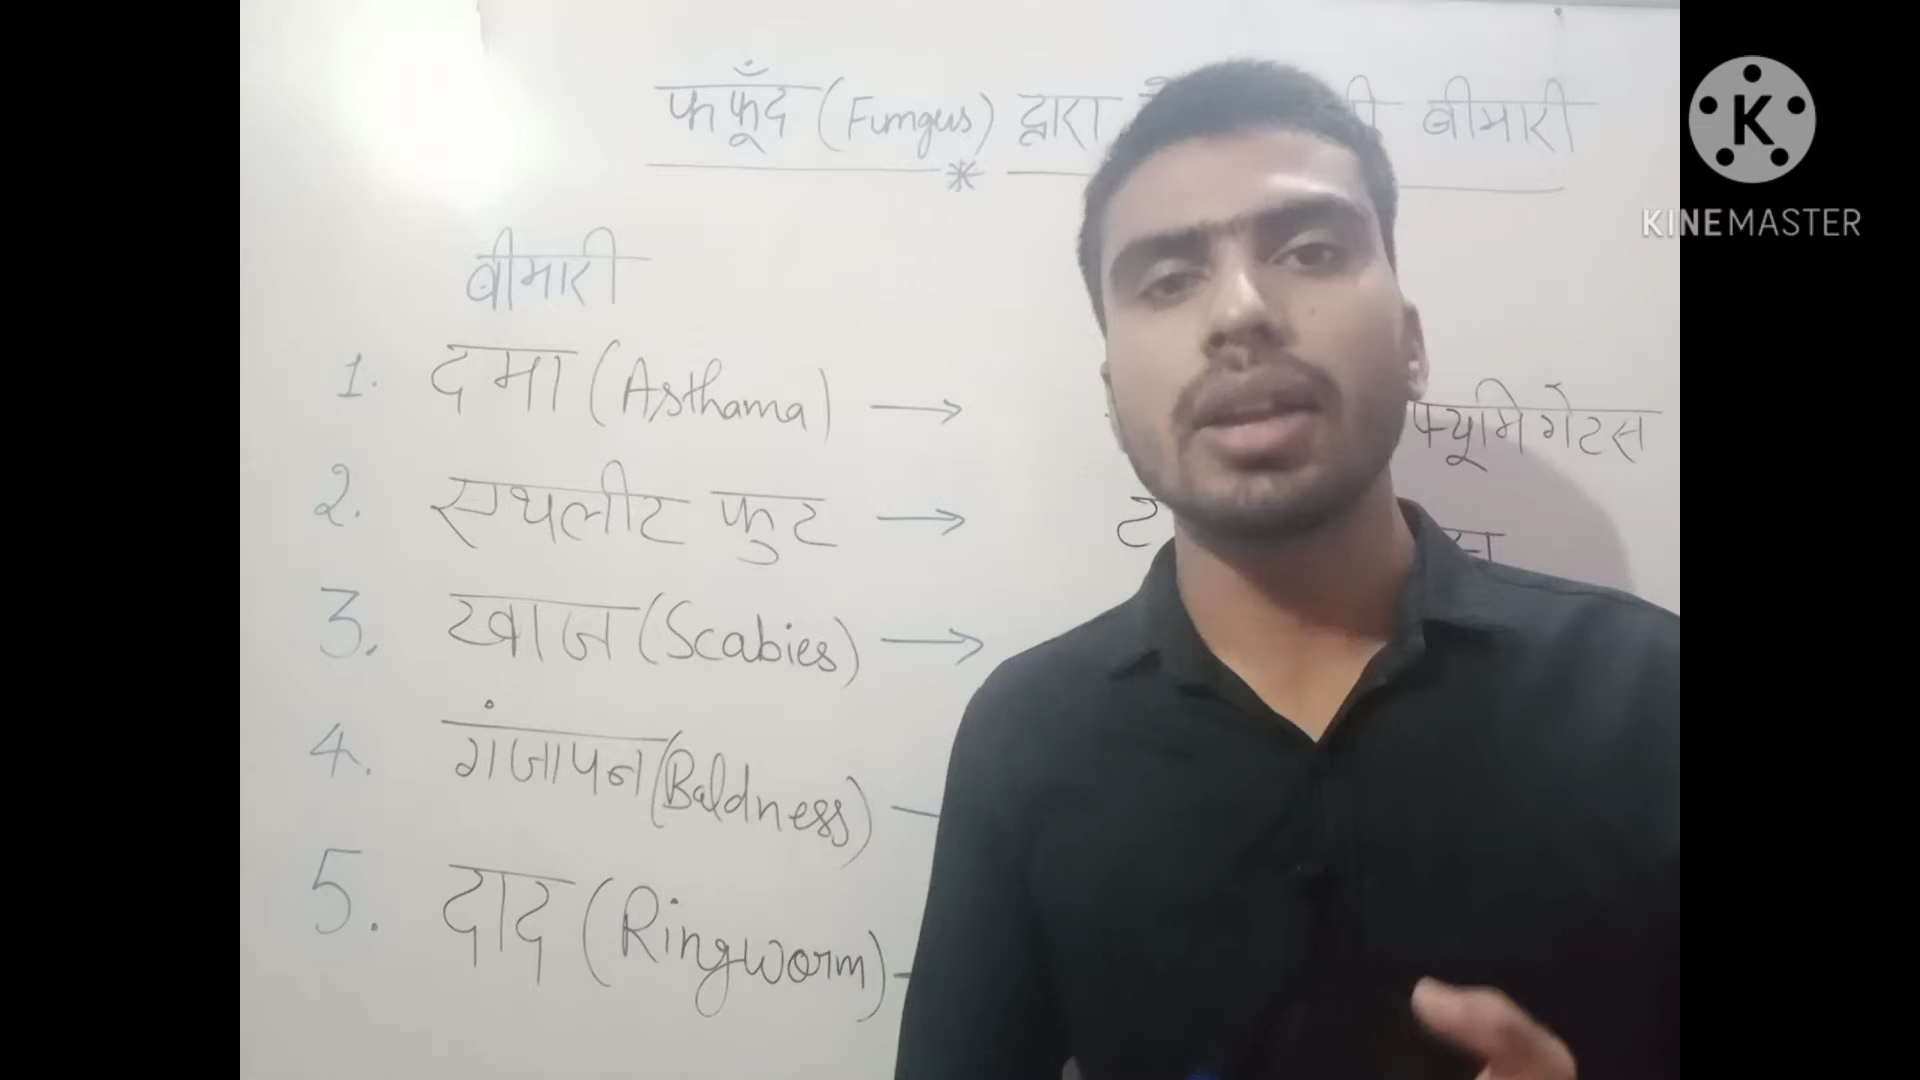 फफूँद (Fungus) द्वारा बीमारी
बीमारी
1. दमा (Asthama) → फ्यूमिगेटस
2. एथलीट फुट →
3. खाज (Scabies) →
4. गंजापन (Baldness)
5. दाद (Ringworm)
K
KINEMASTER